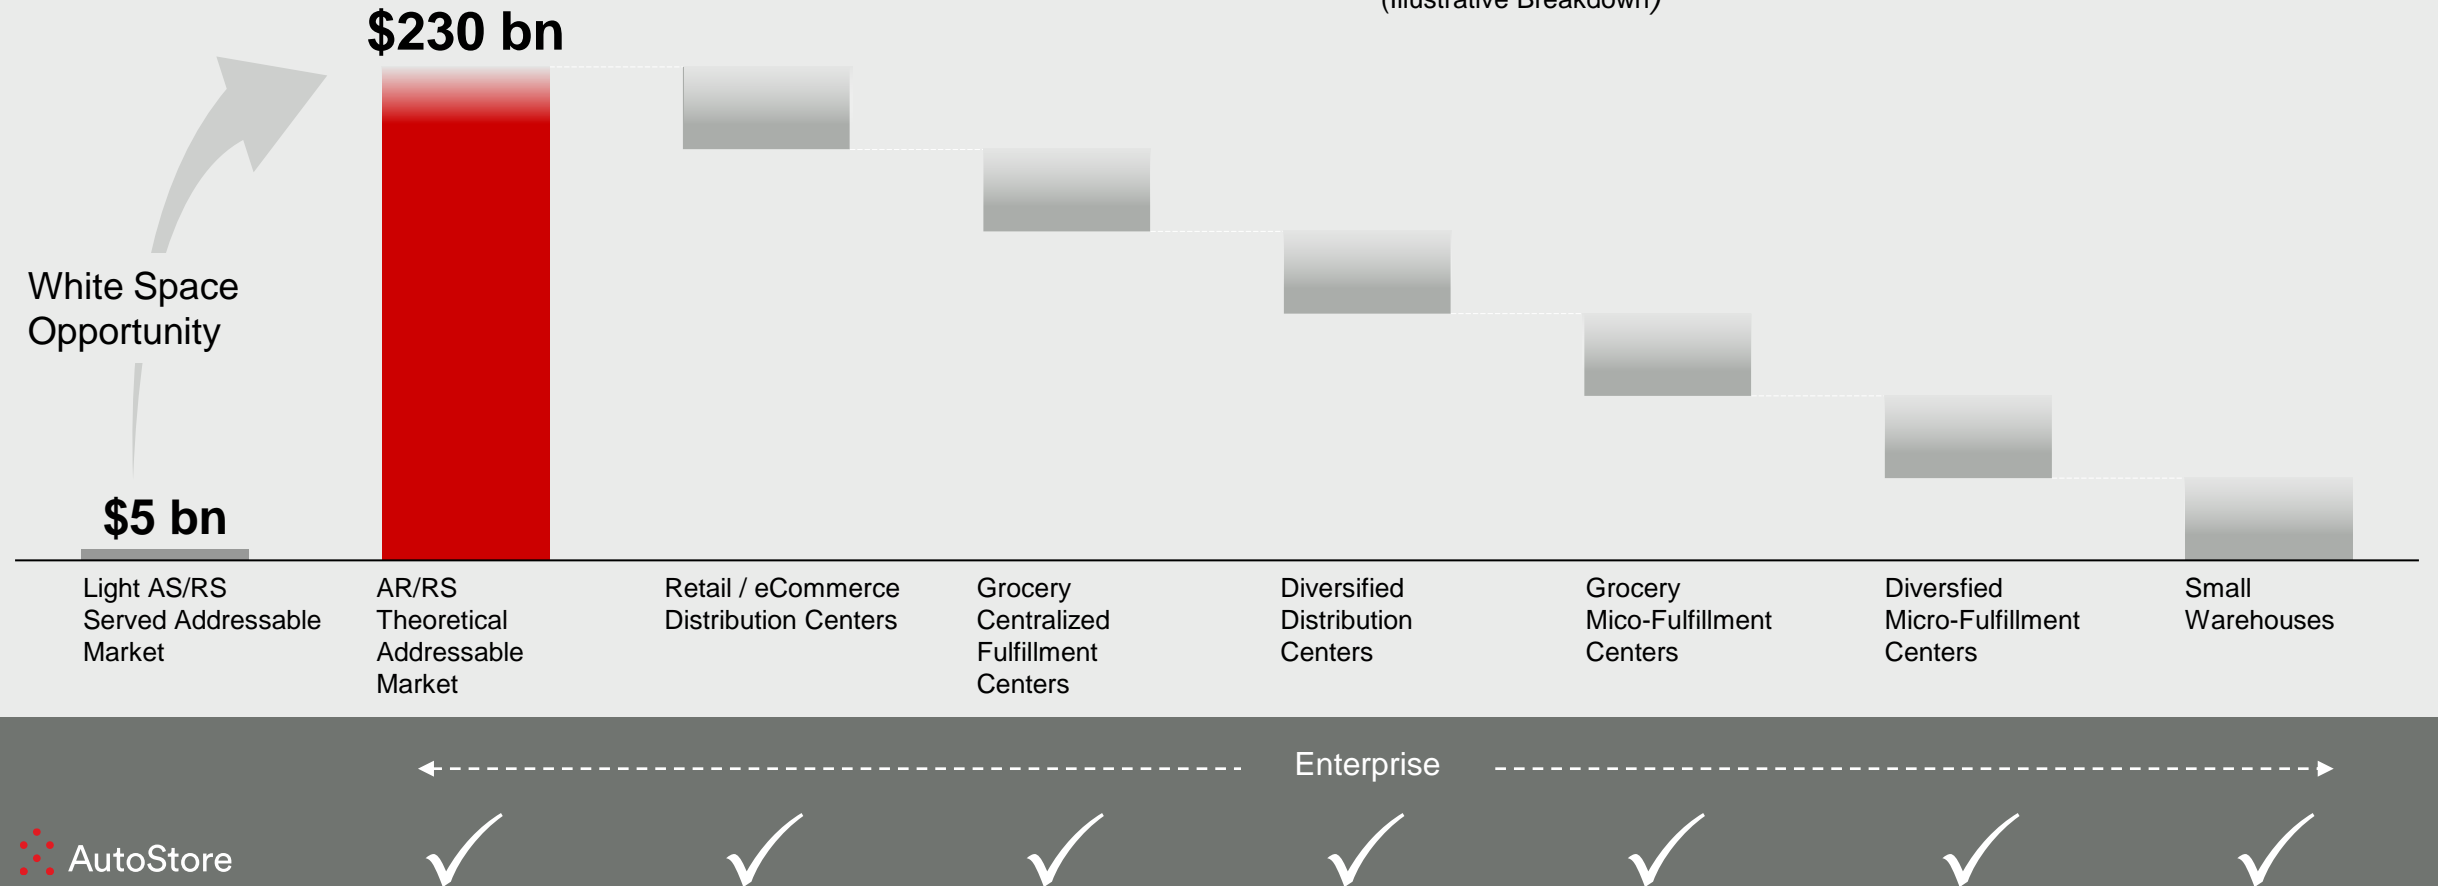 (Illustrative Breakdown)
$230 bn
White Space
Opportunity
$5 bn
Light AS/RS
Served Addressable
Market
AR/RS
Theoretical
Addressable
Market
Retail / eCommerce
Distribution Centers
Grocery
Centralized
Fulfillment
Centers
Diversified
Distribution
Centers
Grocery
Mico-Fulfillment
Centers
Diversfied
Micro-Fulfillment
Centers
Small
Warehouses
Enterprise
AutoStore